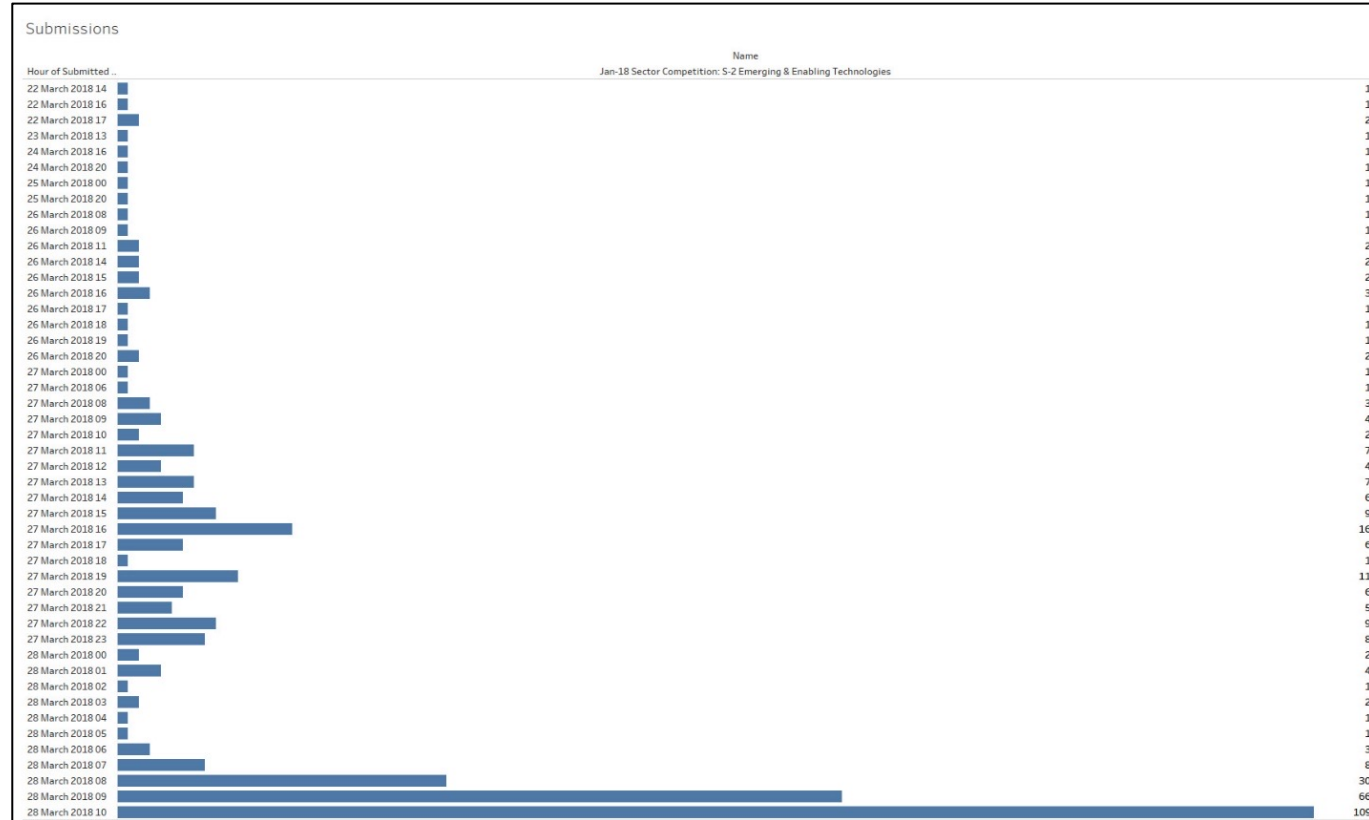 Submissions
Name
Hour of Submitted .. Jan-18 Sector Competition: S-2 Emerging & Enabling Technologies
22 March 2018 14 1
22 March 2018 16 1
22 March 2018 17 2
23 March 2018 13 1
24 March 2018 16 1
24 March 2018 20 1
25 March 2018 00 1
25 March 2018 20 1
26 March 2018 08 1
26 March 2018 09 1
26 March 2018 11 2
26 March 2018 14 2
26 March 2018 15 2
26 March 2018 16 3
26 March 2018 17 1
26 March 2018 18 1
26 March 2018 19 1
26 March 2018 20 2
27 March 2018 00 1
27 March 2018 06 1
27 March 2018 08 3
27 March 2018 09 4
27 March 2018 10 2
27 March 2018 11 7
27 March 2018 12 4
27 March 2018 13 7
27 March 2018 14 6
27 March 2018 15 9
27 March 2018 16 16
27 March 2018 17 6
27 March 2018 18 1
27 March 2018 19 11
27 March 2018 20 6
27 March 2018 21 5
27 March 2018 22 9
27 March 2018 23 8
28 March 2018 00 2
28 March 2018 01 4
28 March 2018 02 1
28 March 2018 03 2
28 March 2018 04 1
28 March 2018 05 1
28 March 2018 06 3
28 March 2018 07 8
28 March 2018 08 30
28 March 2018 09 66
28 March 2018 10 109